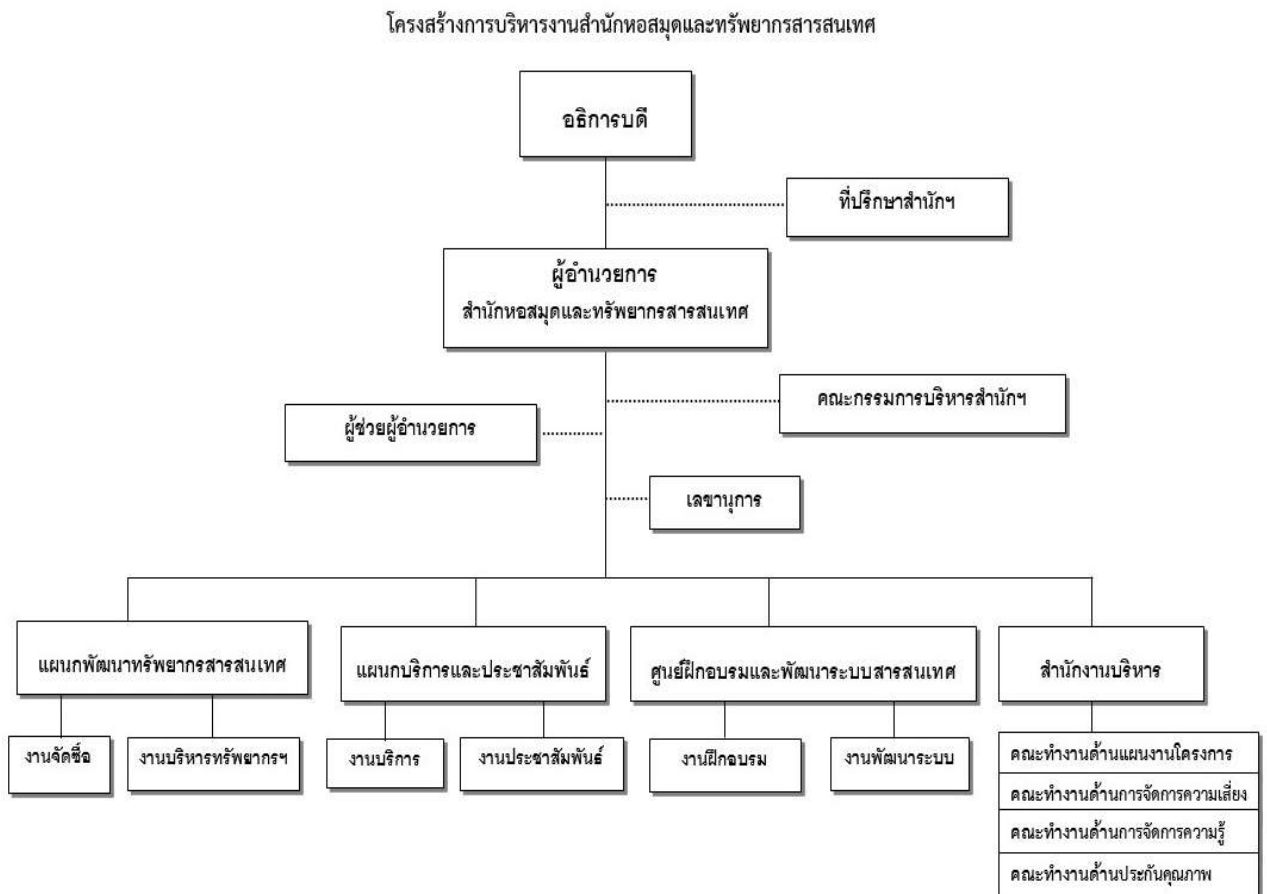 โครงสร้างการบริหารงานสำนักหอสมุดและทรัพยากรสารสนเทศ
อธิการบดี
ที่ปรึกษาสำนักฯ
ผู้อำนวยการ
สำนักหอสมุดและทรัพยากรสารสนเทศ
คณะกรรมการบริหารสำนักฯ
ผู้ช่วยผู้อำนวยการ
เลขานุการ
แผนกพัฒนาทรัพยากรสารสนเทศ
แผนกบริการและประชาสัมพันธ์
ศูนย์ฝึกอบรมและพัฒนาระบบสารสนเทศ
สำนักงานบริหาร
งานจัดซื้อ
งานบริหารทรัพยากรฯ
งานบริการ
งานประชาสัมพันธ์
งานฝึกอบรม
งานพัฒนาระบบ
คณะทำงานด้านแผนงานโครงการ
คณะทำงานด้านการจัดการความเสี่ยง
คณะทำงานด้านการจัดการความรู้
คณะทำงานด้านประกันคุณภาพ